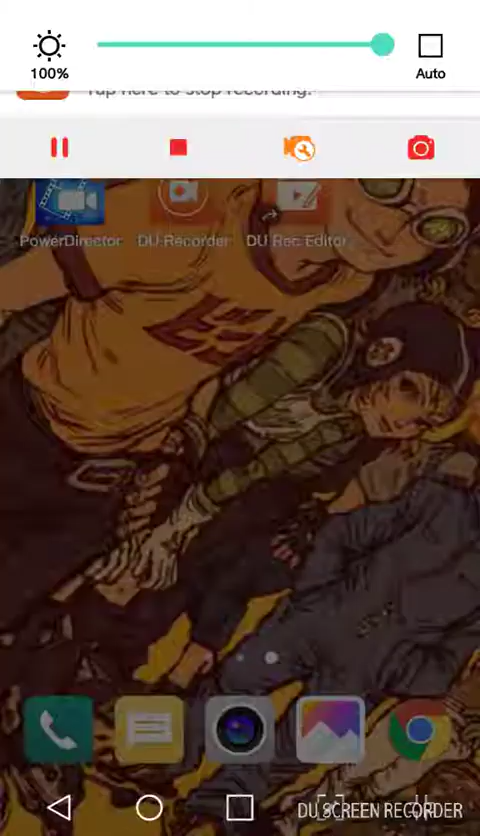 100%
Auto
Tap here to stop recording.
PowerDirector
DU Recorder
DU Rec Editor
DU SCREEN RECORDER